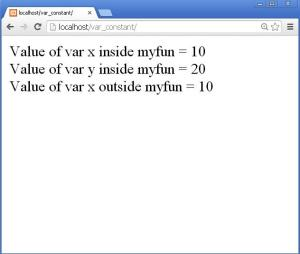 localhost/var_constant/
localhost/var_constant/
Value of var x inside myfun = 10
Value of var y inside myfun = 20
Value of var x outside myfun = 10